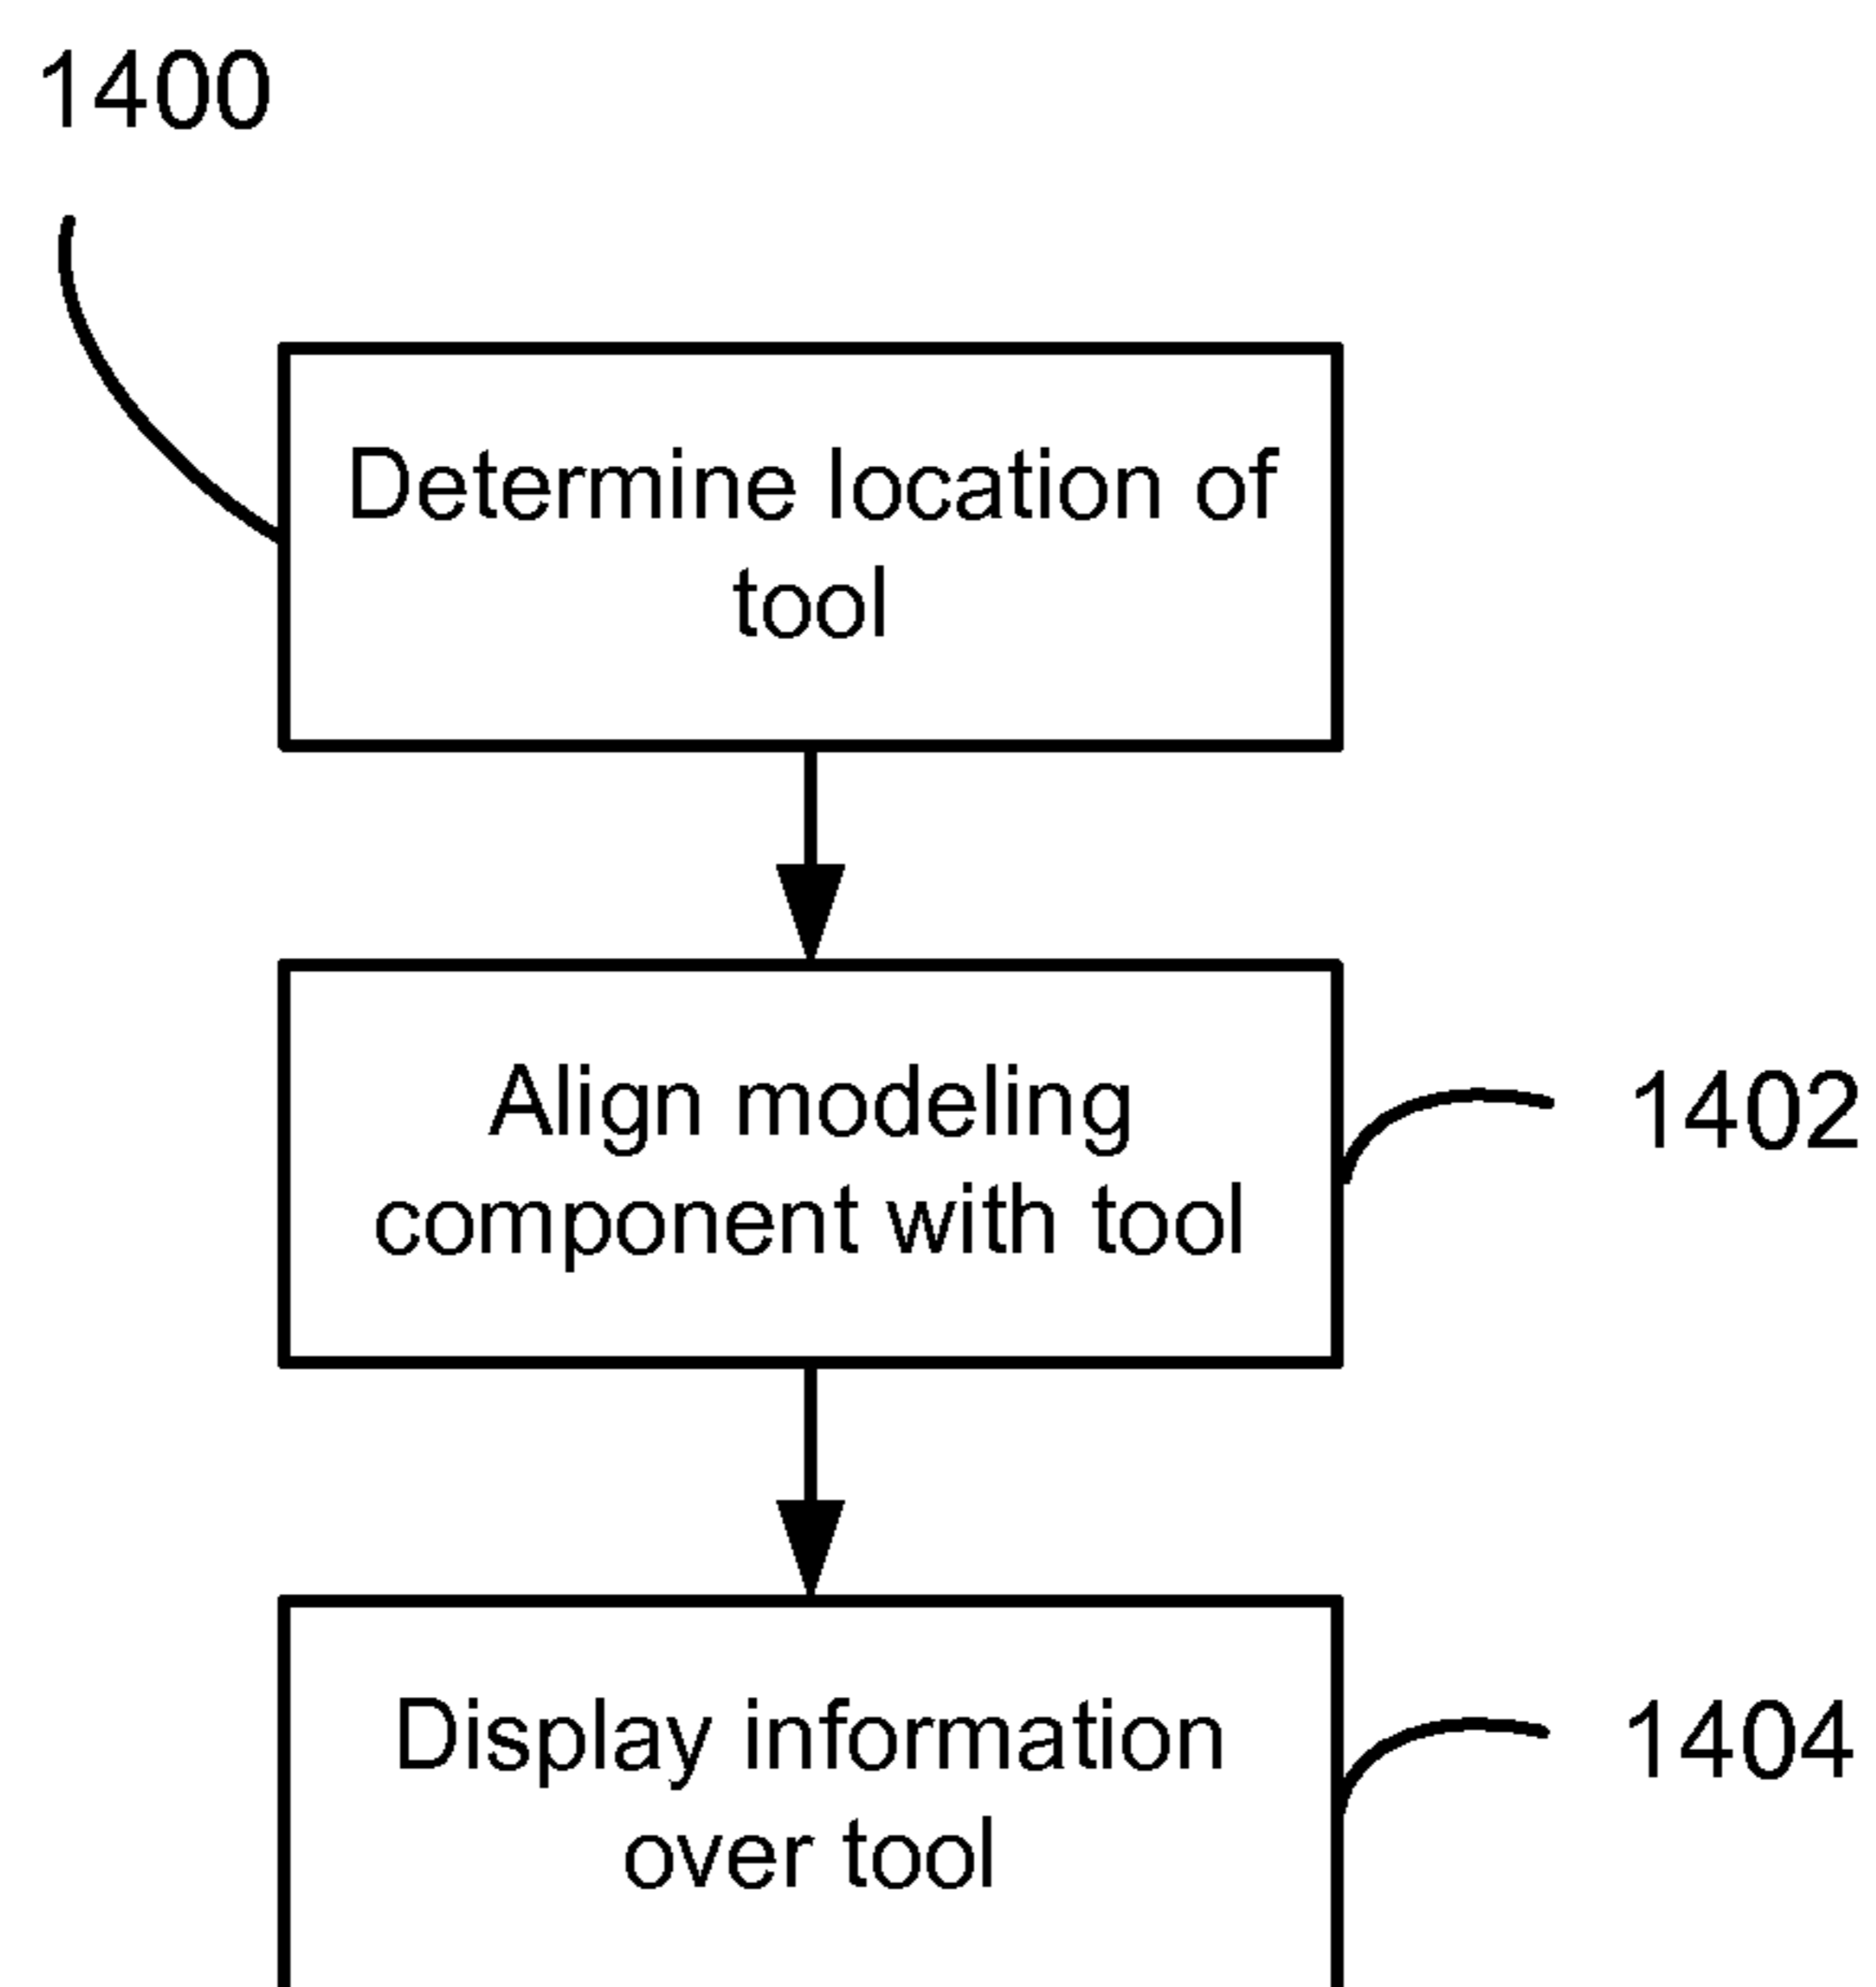 1400
Determine location of
tool
Align modeling
component with tool
1402
Display information
over tool
1404